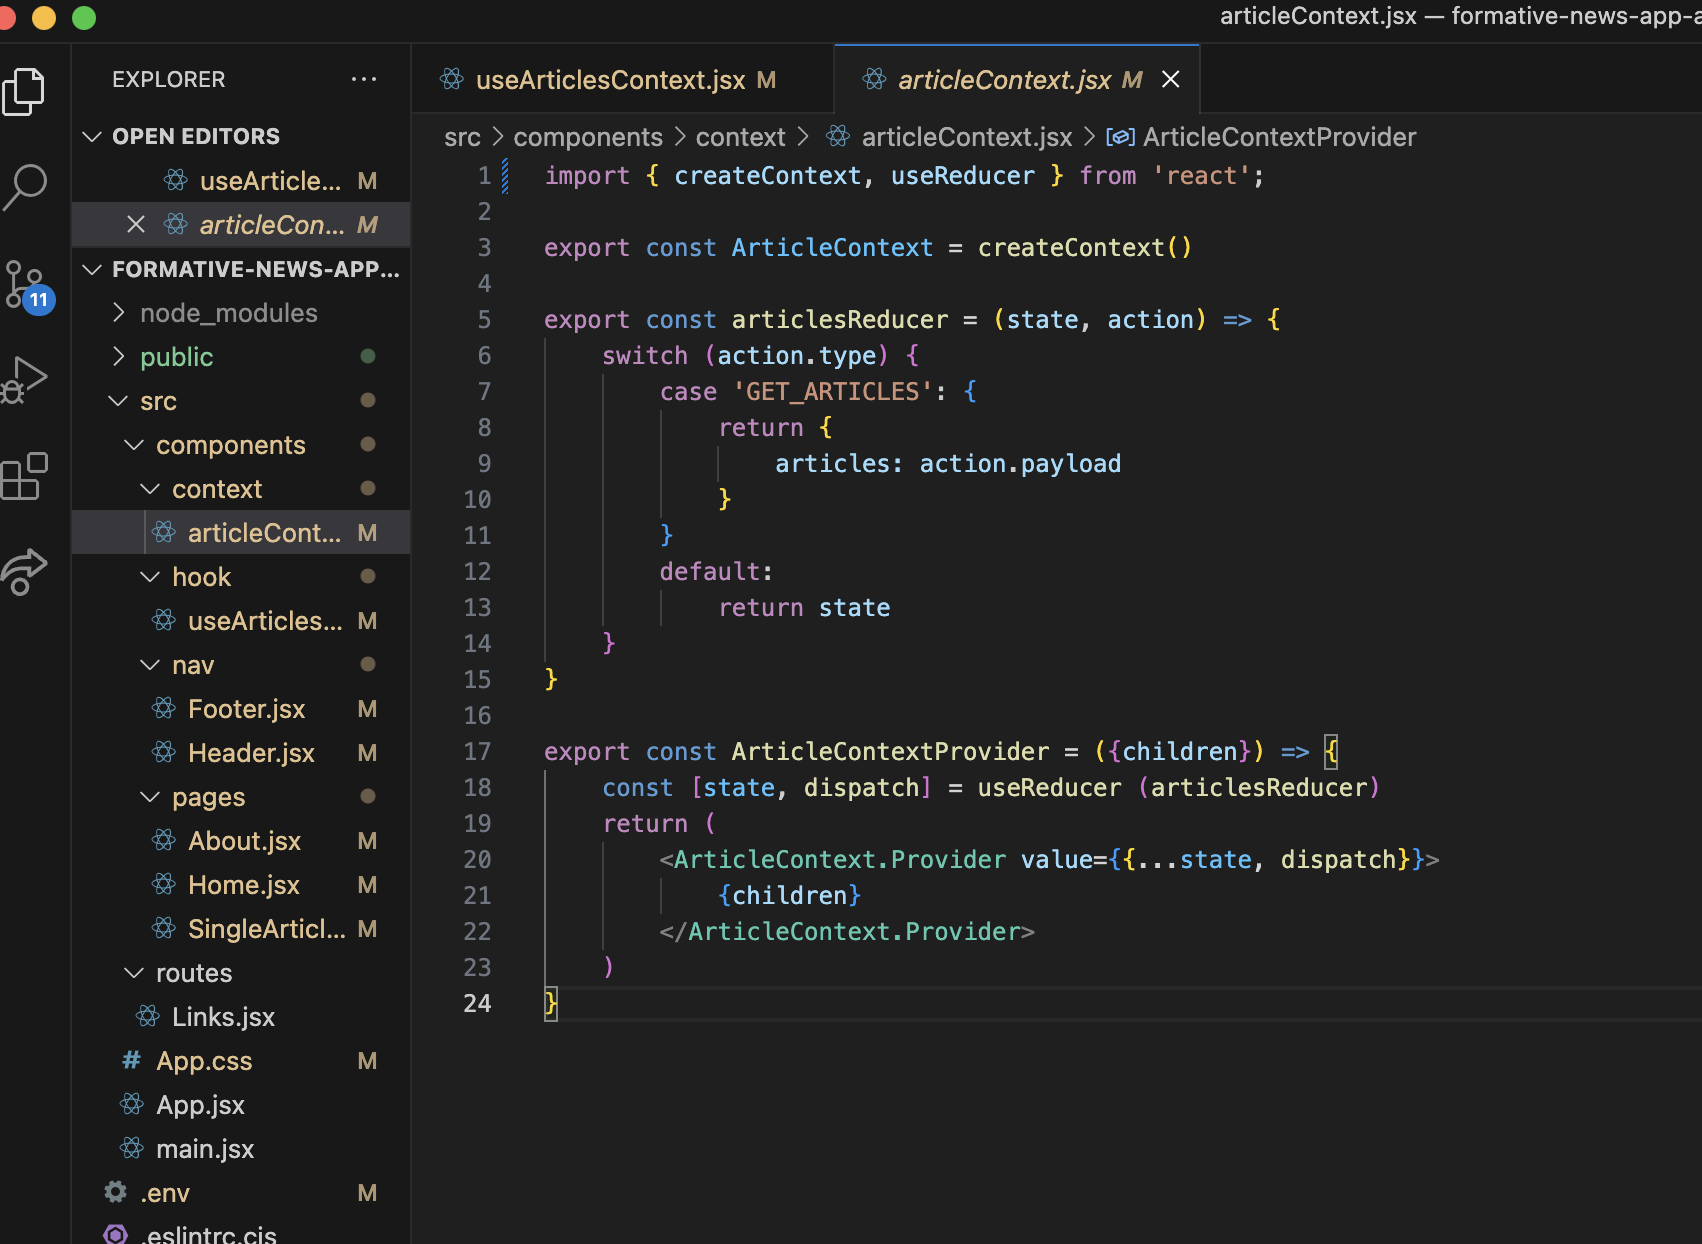 articleContext.jsx — formative-news-app-a
EXPLORER ...
OPEN EDITORS
useArticle... M
articleCon... M
FORMATIVE-NEWS-APP...
11
node_modules
public
src
components
context
articleCont... M
hook
useArticles... M
nav
Footer.jsx M
Header.jsx M
pages
About.jsx M
Home.jsx M
SingleArticl... M
routes
Links.jsx
# App.css M
App.jsx
main.jsx
.env M
.eslintrc.cjs
useArticlesContext.jsx M
articleContext.jsx M
src > components > context > articleContext.jsx > ArticleContextProvider
1 import { createContext, useReducer } from 'react';
2
3 export const ArticleContext = createContext()
4
5 export const articlesReducer = (state, action) => {
6 switch (action.type) {
7 case 'GET_ARTICLES': {
8 return {
9 articles: action.payload
10 }
11 }
12 default:
13 return state
14 }
15 }
16
17 export const ArticleContextProvider = ({children}) => {
18 const [state, dispatch] = useReducer (articlesReducer)
19 return (
20 <ArticleContext.Provider value={{...state, dispatch}}>
21 {children}
22 </ArticleContext.Provider>
23 )
24 }